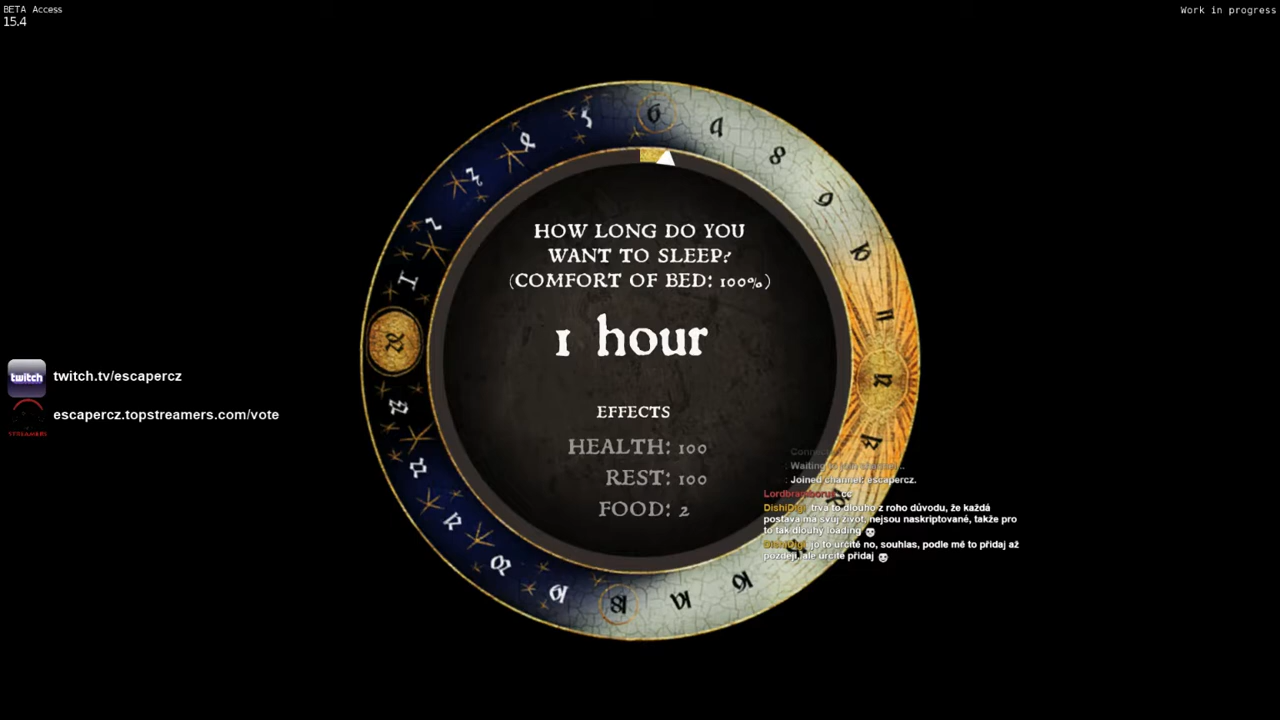 BETA Access
15.4
Work in progress
HOW LONG DO YOU
WANT TO SLEEP?
(COMFORT OF BED: 100%)
1 hour
EFFECTS
HEALTH: 100
REST: 100
FOOD: 2
twitch
twitch.tv/escapercz
escapercz.topstreamers.com/vote
: Joined channel: escapercz.
cc
DishiDigi: trvá to dlouho z roho důvodu, že každá
postava má svůj život, nejsou naskriptované, takže pro
to tak dlouhý loading
jo to určitě no, souhlas, podle mě to přidaj až
později, ale určitě přidaj